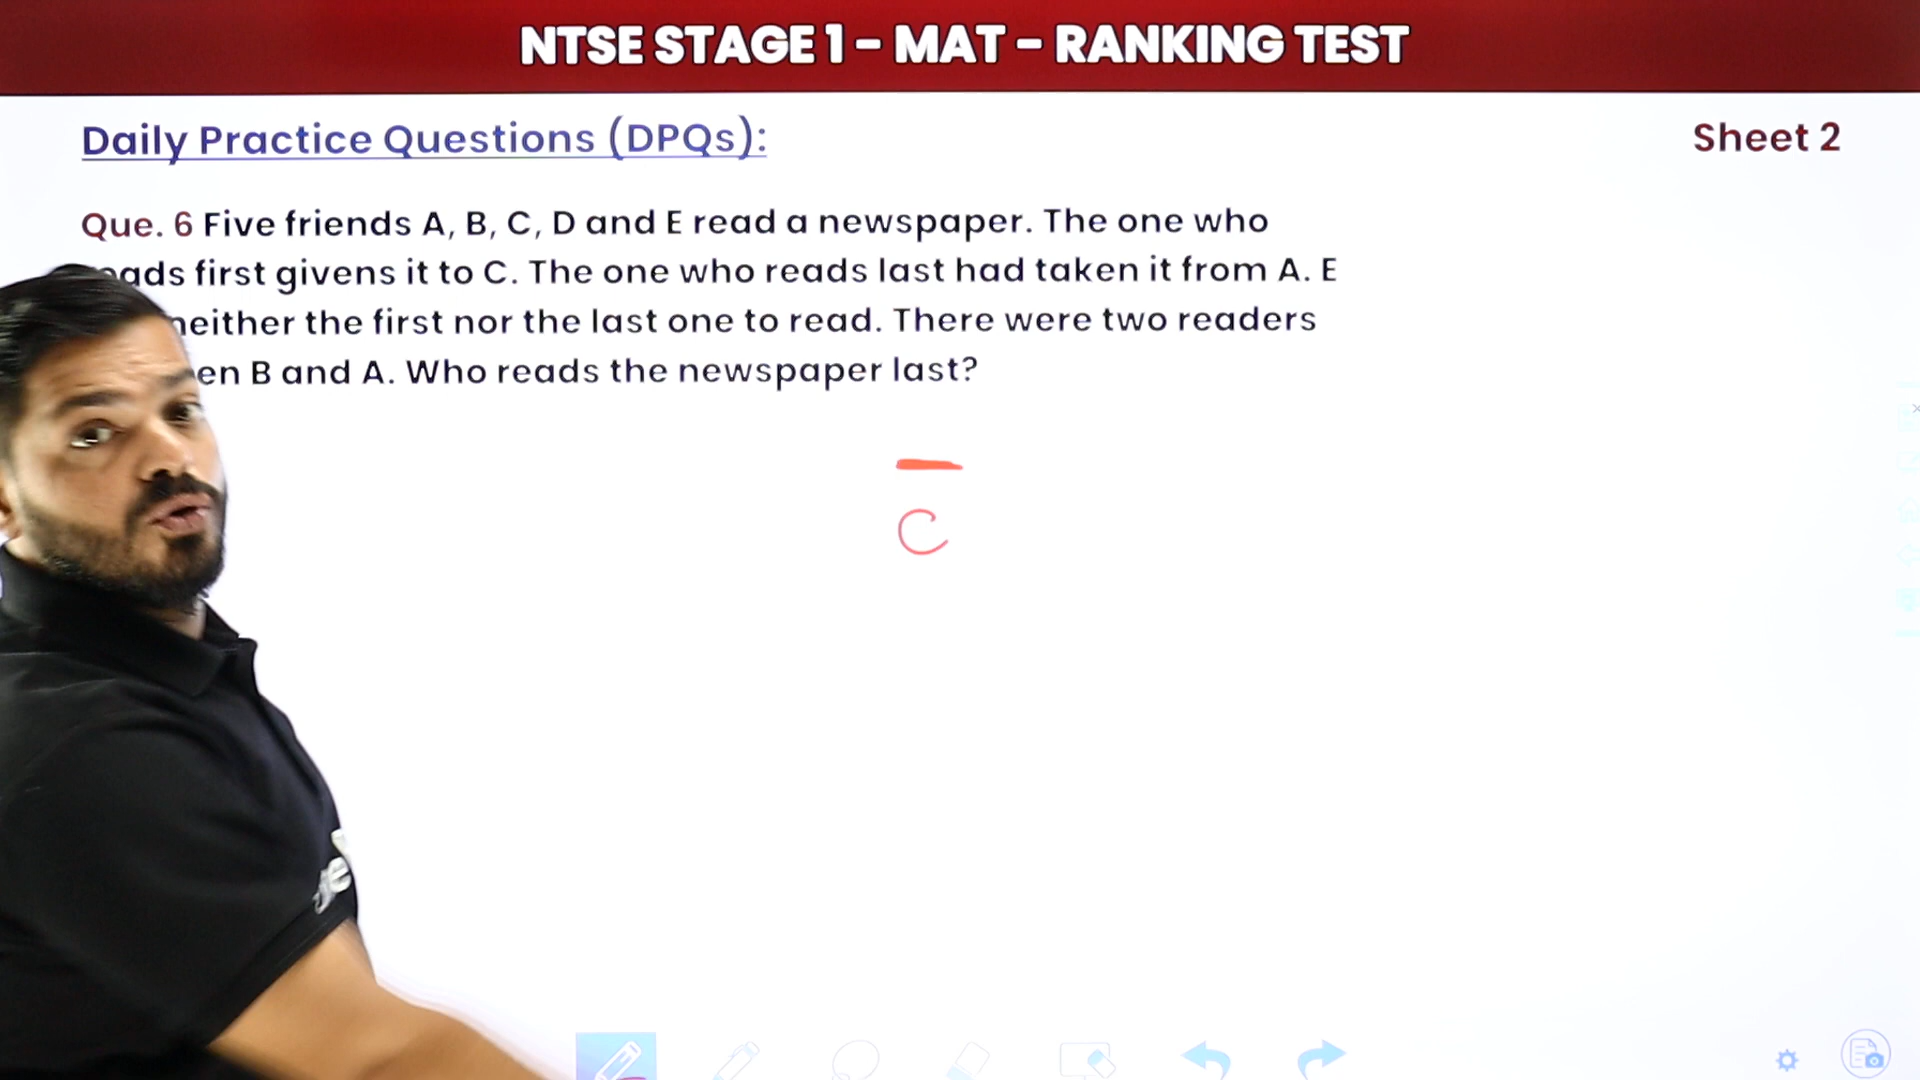 NTSE STAGE 1 - MAT - RANKING TEST
Daily Practice Questions (DPQs):
Sheet 2
Que. 6 Five friends A, B, C, D and E read a newspaper. The one who
first givens it to C. The one who reads last had taken it from A. E
neither the first nor the last one to read. There were two readers
B and A. Who reads the newspaper last?
C